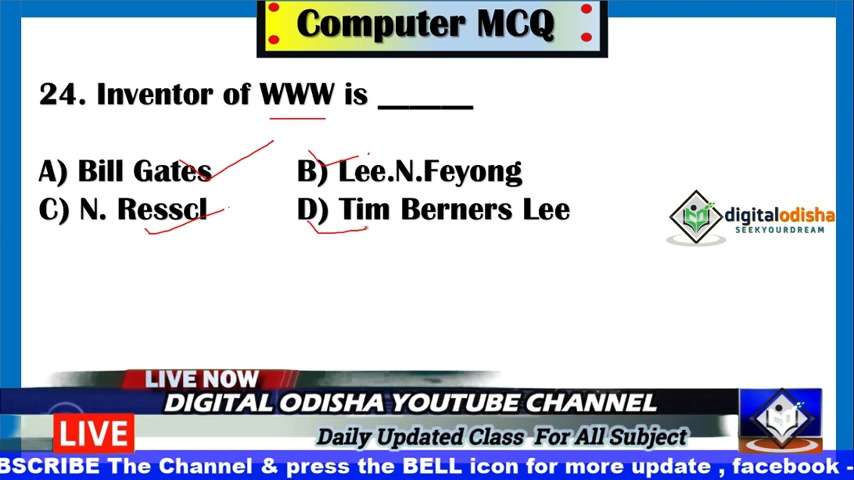 Computer MCQ
24. Inventor of WWW is ______
A) Bill Gates B) Lee.N.Feyong
C) N. Resscl D) Tim Berners Lee
digitalodisha
SEEKYOURDREAM
LIVE NOW
DIGITAL ODISHA YOUTUBE CHANNEL
LIVE
Daily Updated Class For All Subject
BSCRIBE The Channel & press the BELL icon for more update , facebook -